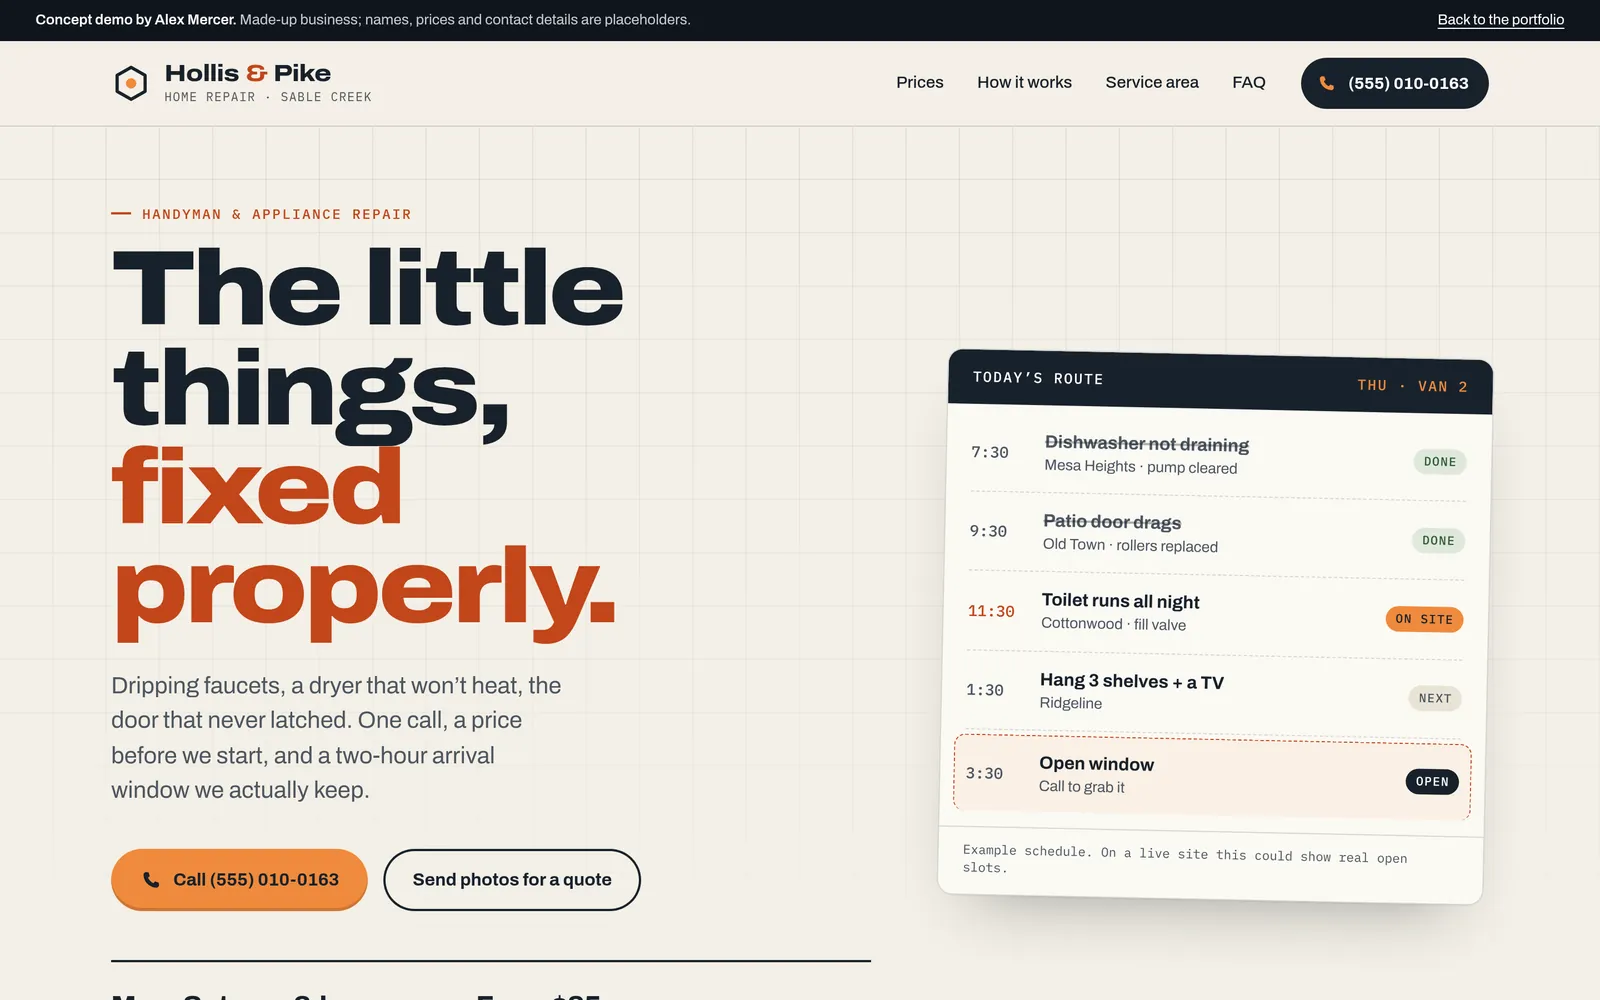 Concept demo by Alex Mercer. Made-up business; names, prices and contact details are placeholders.
Back to the portfolio
Hollis & Pike
HOME REPAIR · SABLE CREEK
Prices
How it works
Service area
FAQ
(555) 010-0163
HANDYMAN & APPLIANCE REPAIR
The little
things,
fixed
properly.
Dripping faucets, a dryer that won’t heat, the
door that never latched. One call, a price
before we start, and a two-hour arrival
window we actually keep.
Call (555) 010-0163
Send photos for a quote
TODAY’S ROUTE
THU · VAN 2
7:30
Dishwasher not draining
Mesa Heights · pump cleared
DONE
9:30
Patio door drags
Old Town · rollers replaced
DONE
11:30
Toilet runs all night
Cottonwood · fill valve
ON SITE
1:30
Hang 3 shelves + a TV
Ridgeline
NEXT
3:30
Open window
Call to grab it
OPEN
Example schedule. On a live site this could show real open
slots.